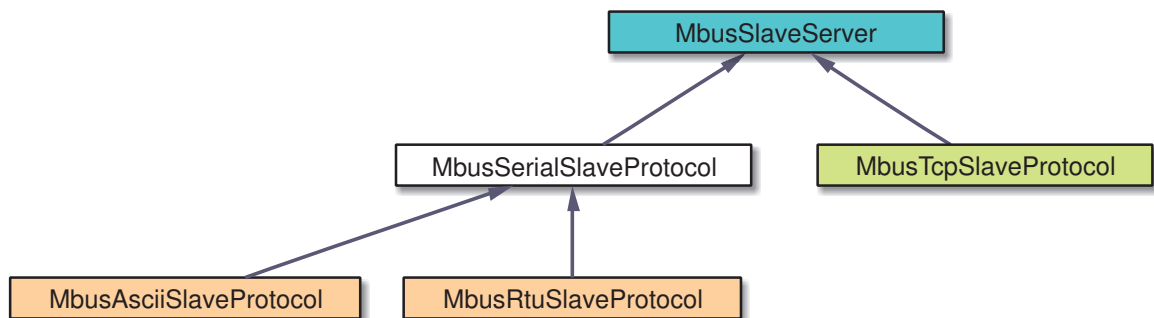 MbusSlaveServer
MbusSerialSlaveProtocol
MbusTcpSlaveProtocol
MbusAsciiSlaveProtocol
MbusRtuSlaveProtocol